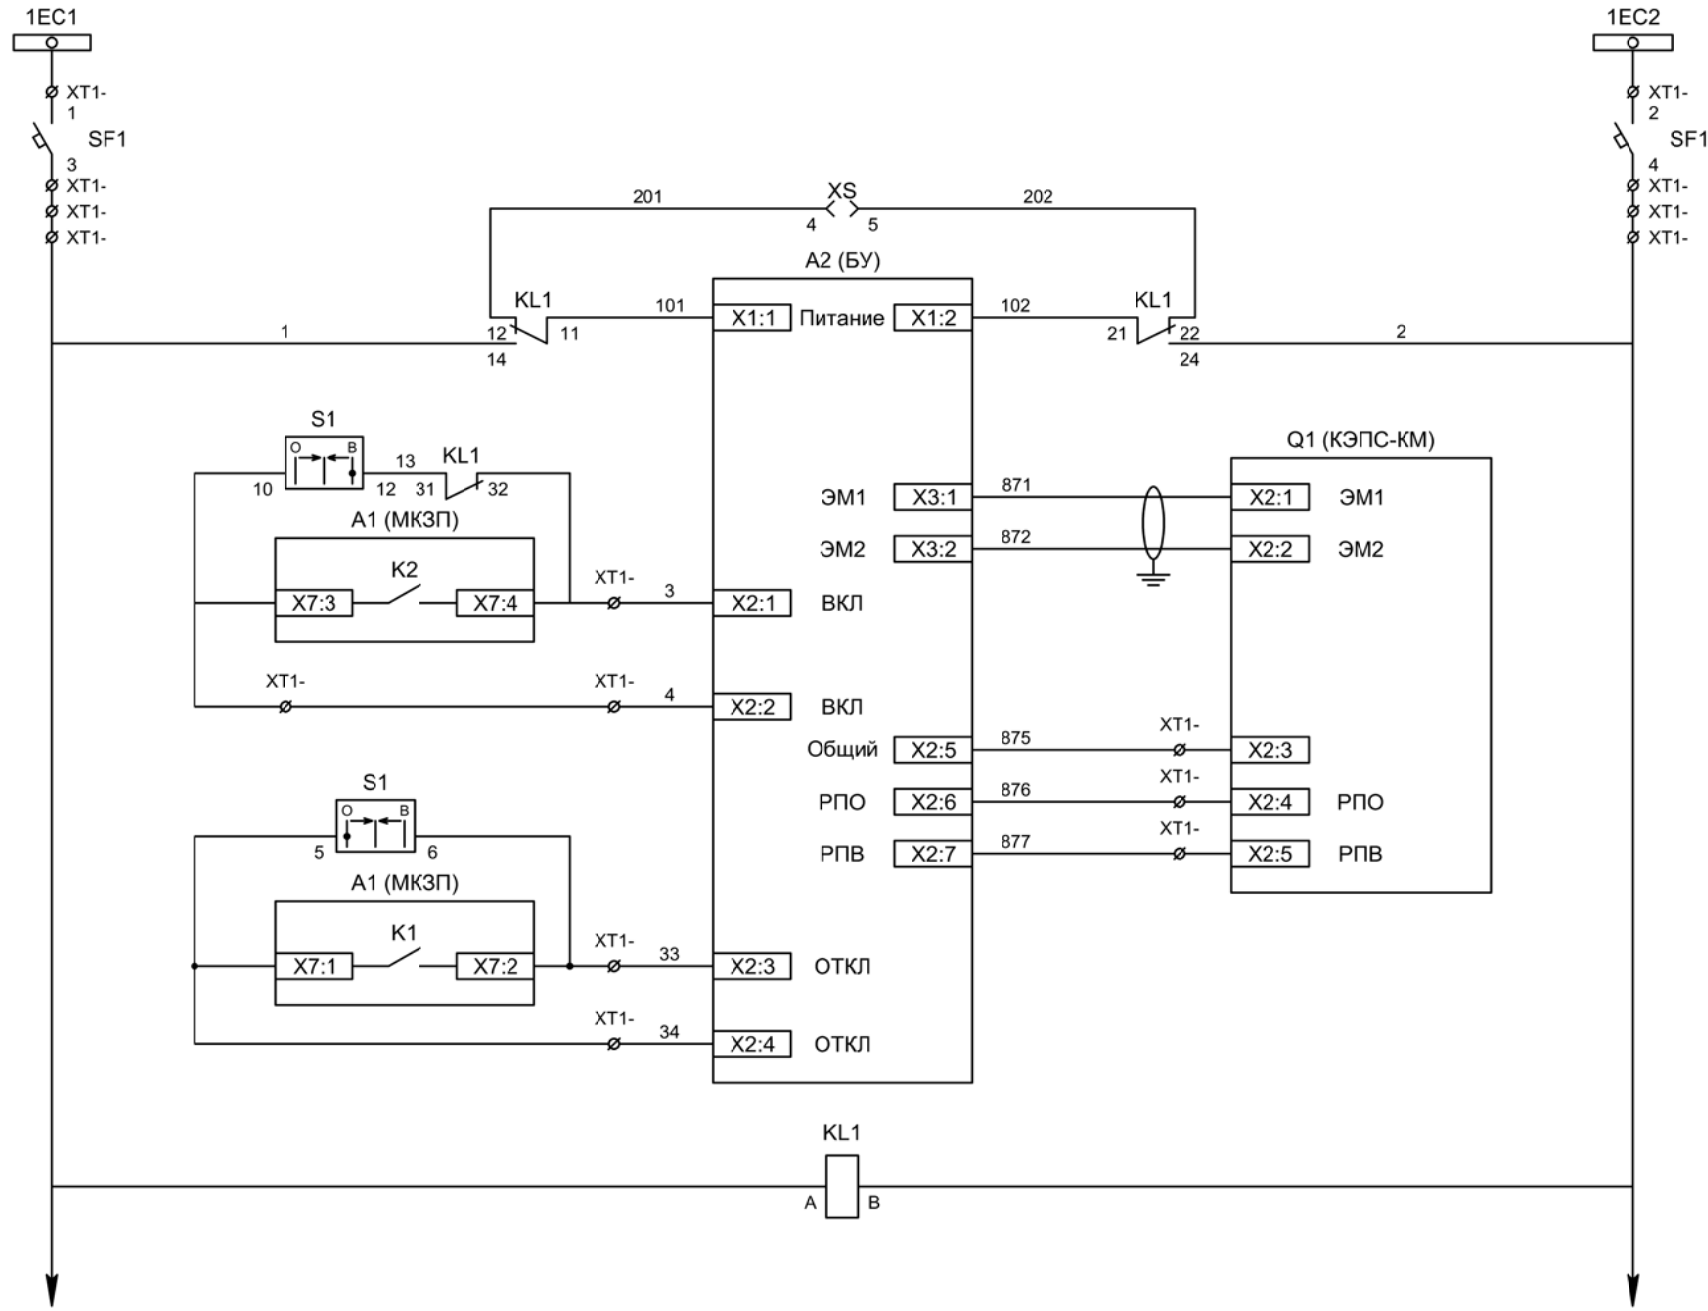 1ЕС1
1ЕС2
XT1-
XT1-
1
2
SF1
SF1
3
4
XT1-
XT1-
XT1-
XT1-
XT1-
XT1-
201
XS
202
4
5
А2 (БУ)
KL1
101
X1:1
Питание
X1:2
102
KL1
1
12
11
21
22
2
14
24
S1
О
В
13
KL1
10
12
31
32
Q1 (КЭПС-КМ)
ЭМ1
X3:1
871
X2:1
ЭМ1
А1 (МКЗП)
ЭМ2
X3:2
872
X2:2
ЭМ2
K2
XT1-
3
X7:3
X7:4
X2:1
ВКЛ
XT1-
XT1-
4
X2:2
ВКЛ
XT1-
Общий
X2:5
875
X2:3
S1
XT1-
О
В
РПО
X2:6
876
X2:4
РПО
XT1-
5
6
РПВ
X2:7
877
X2:5
РПВ
А1 (МКЗП)
K1
XT1-
33
X7:1
X7:2
X2:3
ОТКЛ
XT1-
34
X2:4
ОТКЛ
KL1
А
В